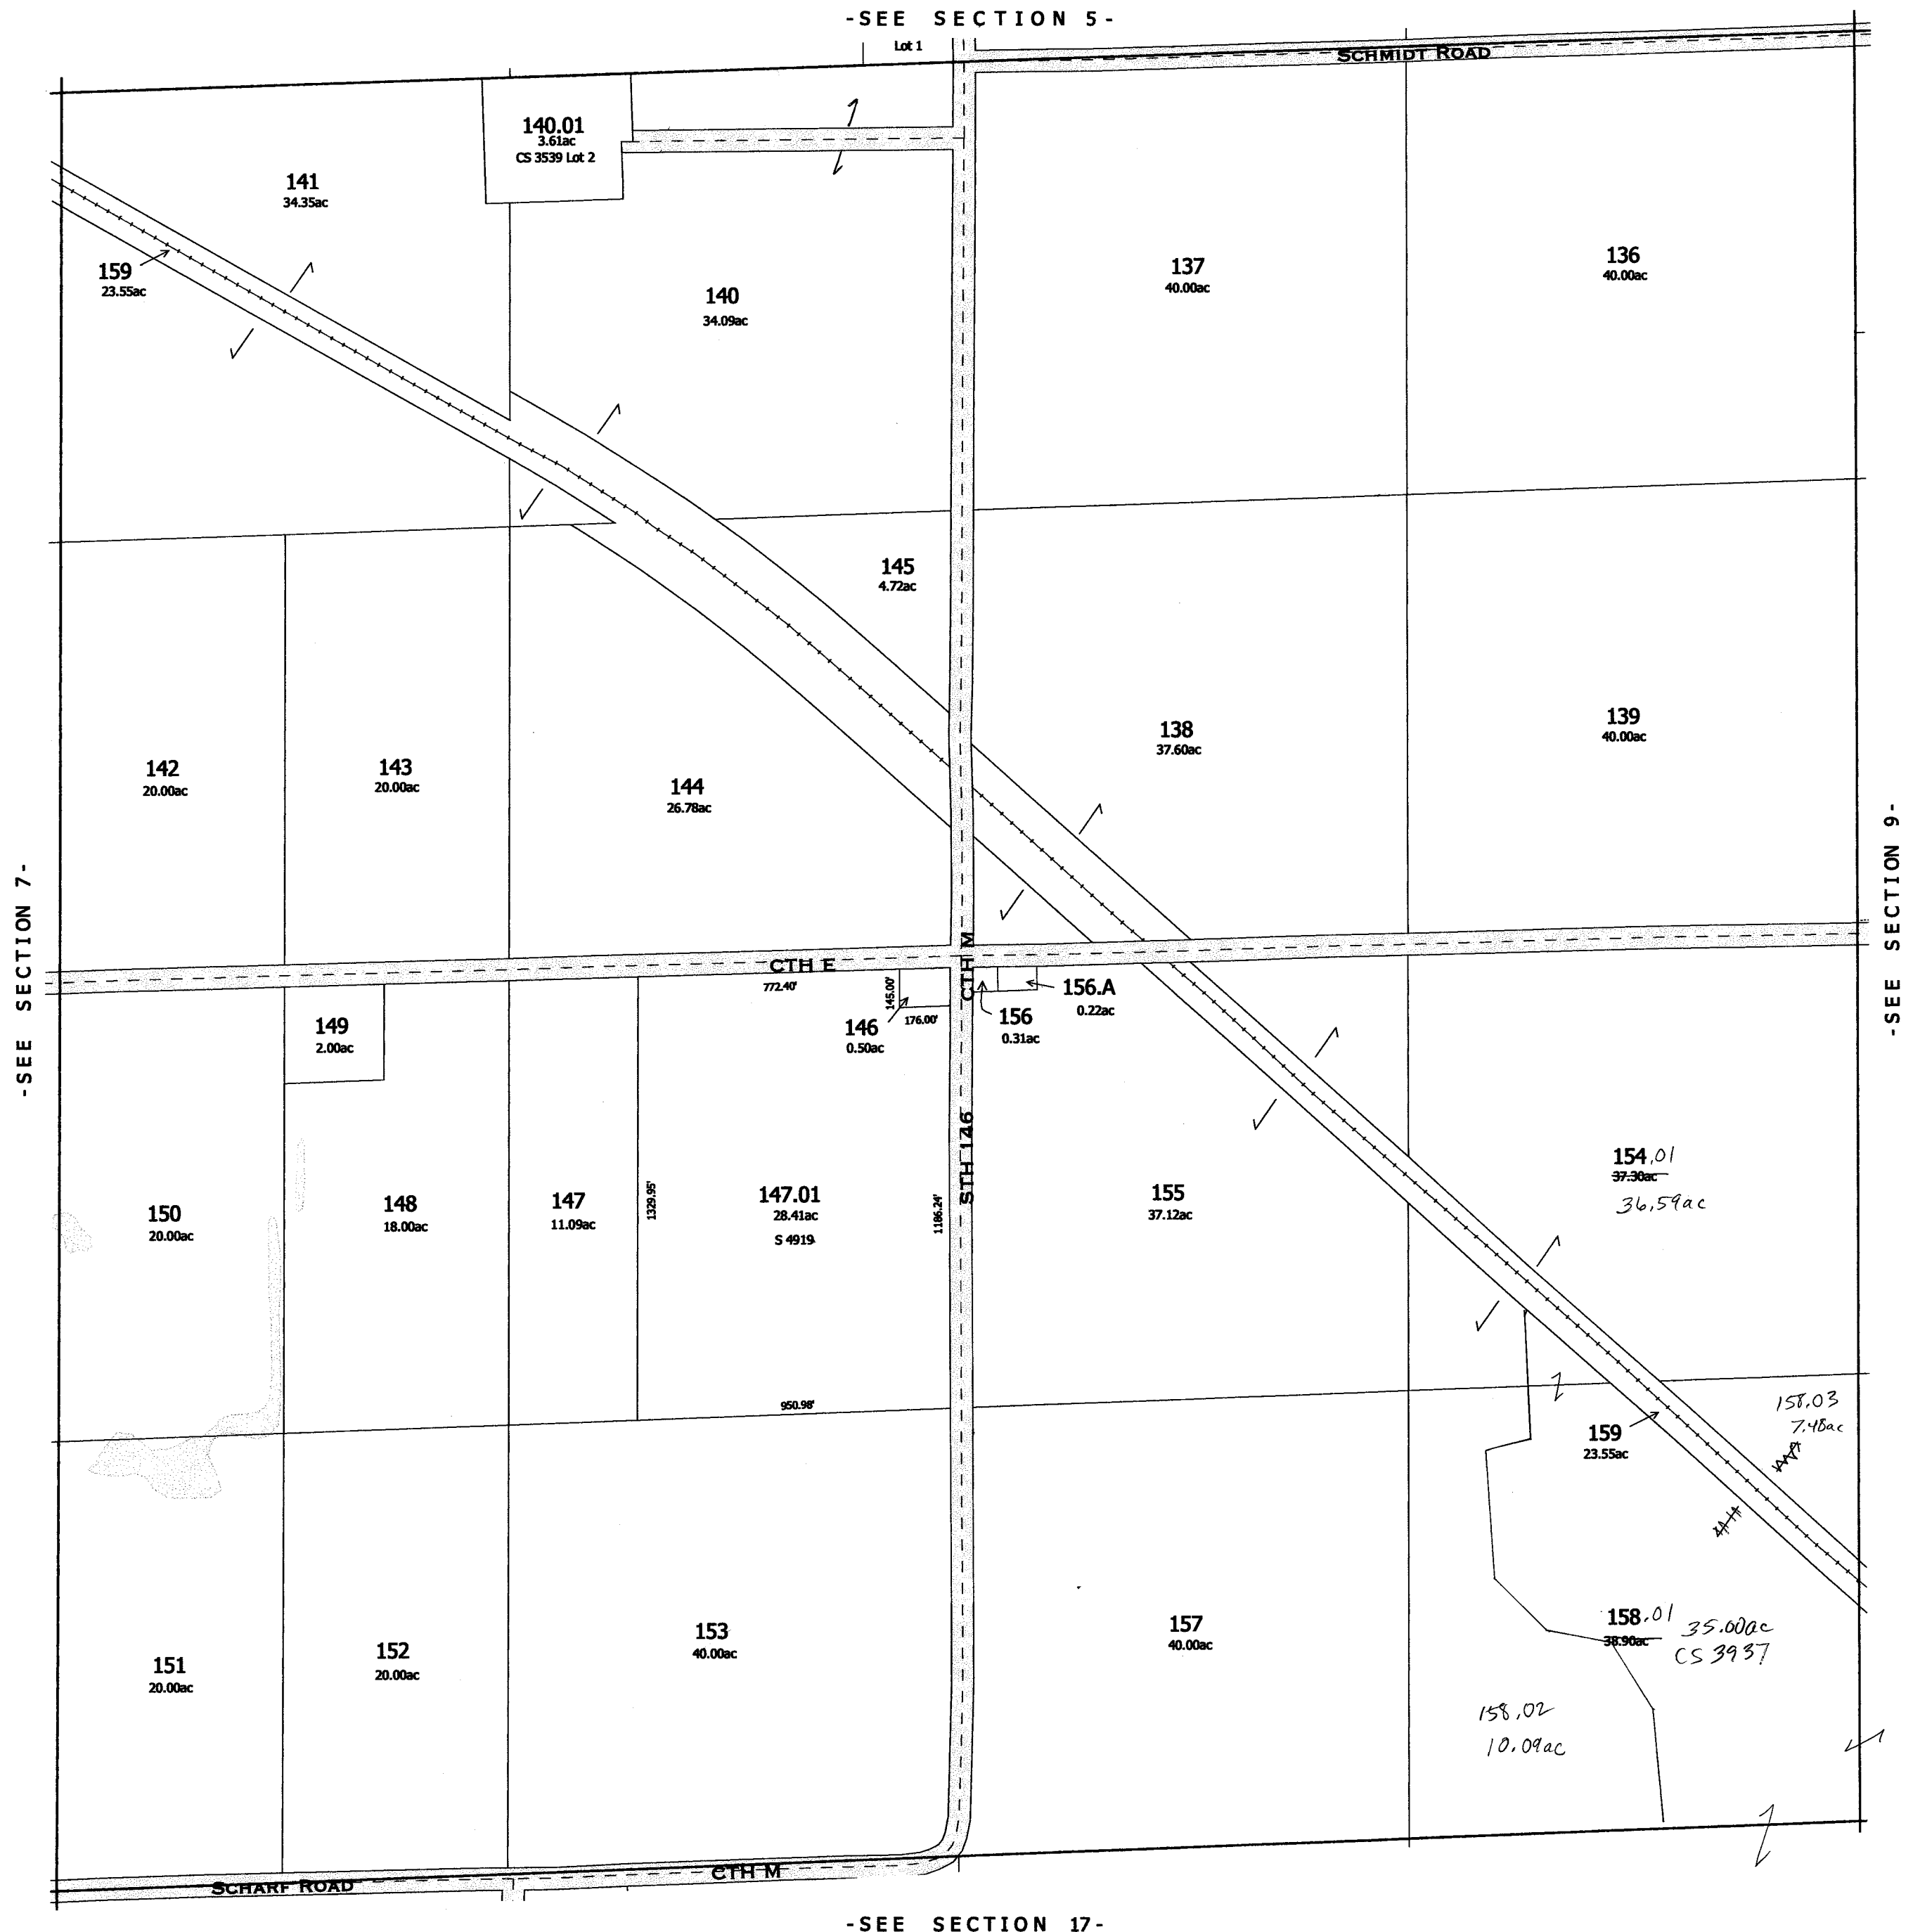 -SEE SECTION 5-
Lot 1
SCHMIDT ROAD
140.01
3.61ac
CS 3539 Lot 2
141
34.35ac
159
23.55ac
140
34.09ac
137
40.00ac
136
40.00ac
145
4.72ac
142
20.00ac
143
20.00ac
144
26.78ac
138
37.60ac
139
40.00ac
-SEE SECTION 7-
-SEE SECTION 9-
CTH E
CTH M
772.40'
145.00'
176.00'
146
0.50ac
156
0.31ac
156.A
0.22ac
149
2.00ac
STH 146
150
20.00ac
148
18.00ac
147
11.09ac
1329.95'
147.01
28.41ac
S 4919
1186.24'
950.98'
155
37.12ac
154.01
37.30ac
36.59ac
158.03
7.48ac
159
23.55ac
151
20.00ac
152
20.00ac
153
40.00ac
157
40.00ac
158.01
38.90ac
35.00ac
CS 3937
158.02
10.09ac
SCHARF ROAD
CTH M
-SEE SECTION 17-